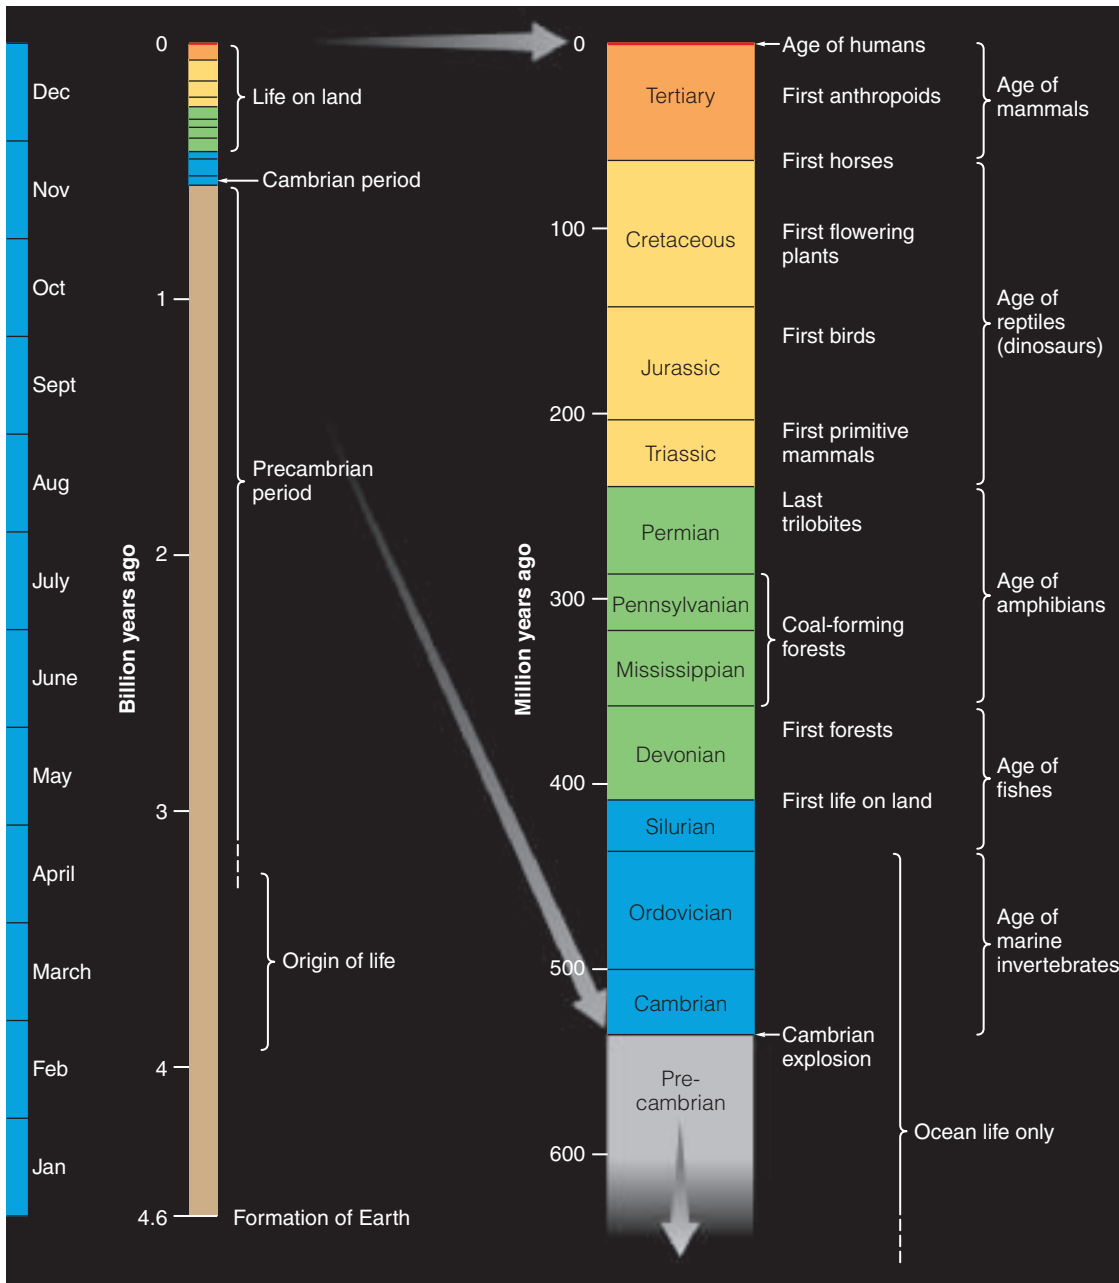 Dec
Nov
Oct
Sept
Aug
July
June
May
April
March
Feb
Jan
Billion years ago
0
1
2
3
4
4.6
Life on land
Cambrian period
Precambrian
period
Origin of life
Formation of Earth
Million years ago
0
100
200
300
400
500
600
Tertiary
Cretaceous
Jurassic
Triassic
Permian
Pennsylvanian
Mississippian
Devonian
Silurian
Ordovician
Cambrian
Pre-
cambrian
Age of humans
First anthropoids
First horses
First flowering
plants
First birds
First primitive
mammals
Last
trilobites
Coal-forming
forests
First forests
First life on land
Cambrian
explosion
Ocean life only
Age of
mammals
Age of
reptiles
(dinosaurs)
Age of
amphibians
Age of
fishes
Age of
marine
invertebrates